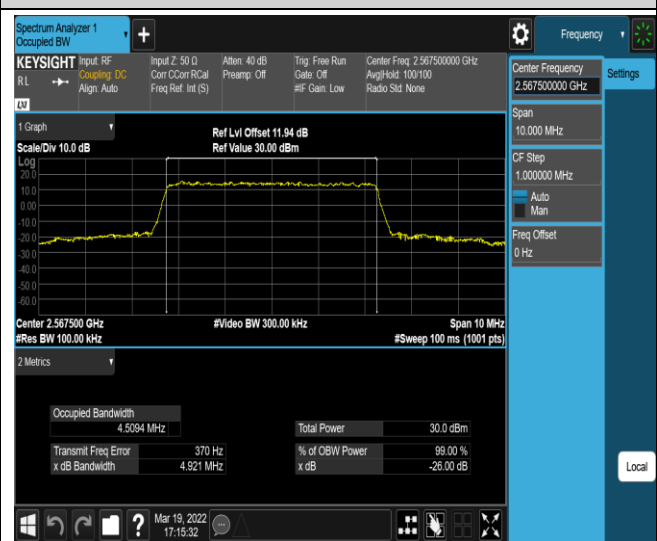 Spectrum Analyzer 1
Occupied BW
Frequency
KEYSIGHT
RL
LXI
Input: RF
Coupling: DC
Align: Auto
Input Z: 50 Ω
Corr CCorr RCal
Freq Ref: Int (S)
Atten: 40 dB
Preamp: Off
Trig: Free Run
Gate: Off
#IF Gain: Low
Center Freq: 2.567500000 GHz
Avg|Hold: 100/100
Radio Std: None
Center Frequency
2.567500000 GHz
Settings
Span
10.000 MHz
CF Step
1.000000 MHz
Auto
Man
Freq Offset
0 Hz
1 Graph
Scale/Div 10.0 dB
Ref Lvl Offset 11.94 dB
Ref Value 30.00 dBm
Log
20.0
10.0
0.00
-10.0
-20.0
-30.0
-40.0
-50.0
-60.0
Center 2.567500 GHz
#Video BW 300.00 kHz
Span 10 MHz
#Res BW 100.00 kHz
#Sweep 100 ms (1001 pts)
2 Metrics
Occupied Bandwidth
4.5094 MHz
Total Power 30.0 dBm
Transmit Freq Error 370 Hz
% of OBW Power 99.00 %
x dB Bandwidth 4.921 MHz
x dB -26.00 dB
Local
?
Mar 19, 2022
17:15:32